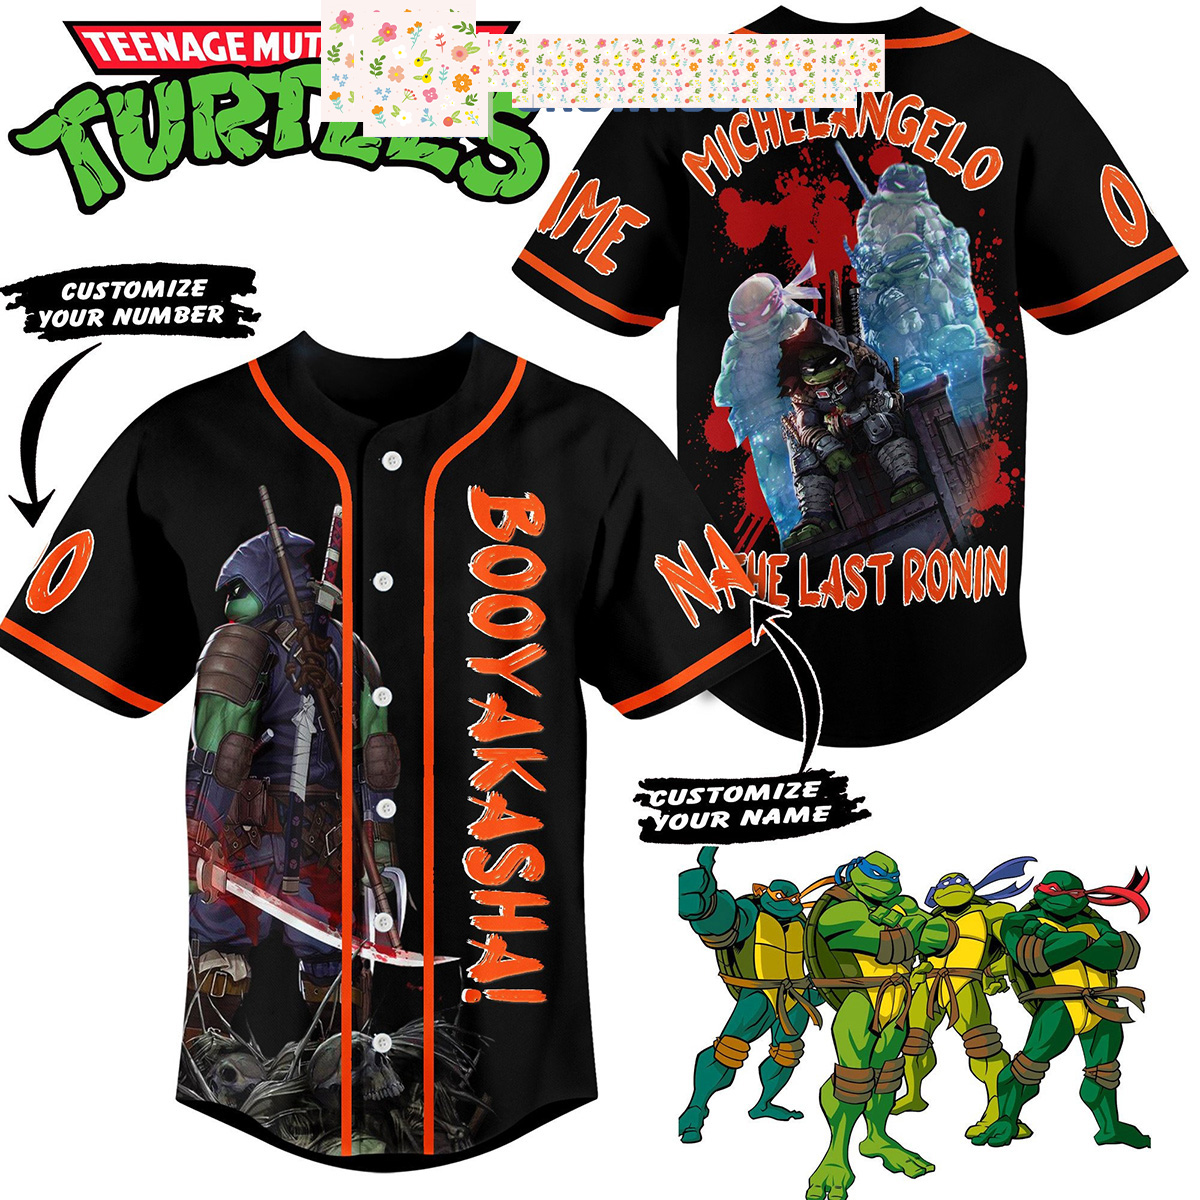 TEENAGE MUT
TURTLES
MICHELANGELO
AME
0
CUSTOMIZE
YOUR NUMBER
0
BOOYAKASHA!
NA
THE LAST RONIN
CUSTOMIZE
YOUR NAME